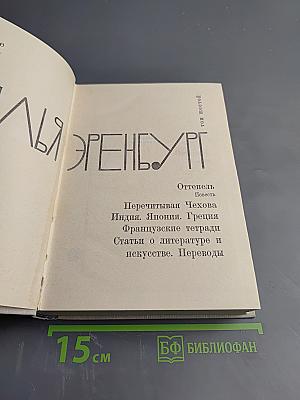 ЛЬЯ ЭРЕНБУРГ
том шестой
Оттепель
Повесть
Перечитывая Чехова
Индия. Япония. Греция
Французские тетради
Статьи о литературе и
искусстве. Переводы
15 см
БФ БИБЛИОФАН